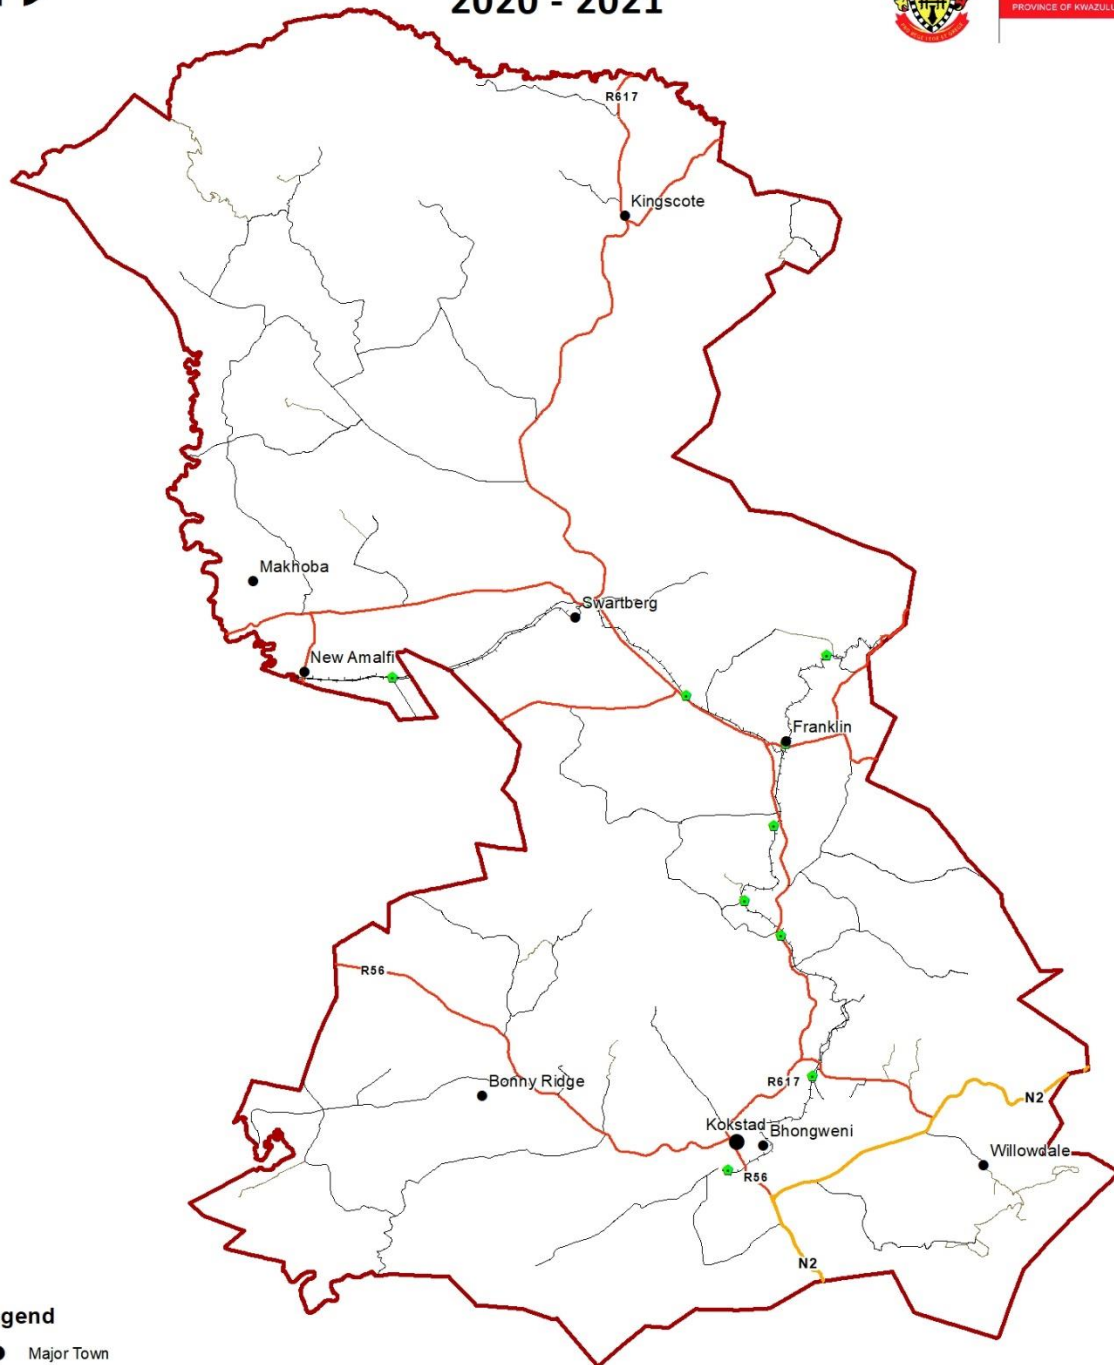 2020 - 2021
PROVINCE OF KWAZULU
R617
Kingscote
Makhoba
Swartberg
New Amalfi
Franklin
R56
Bonny Ridge
R617
N2
Kokstad
Bhongweni
Willowdale
R56
N2
gend
Major Town